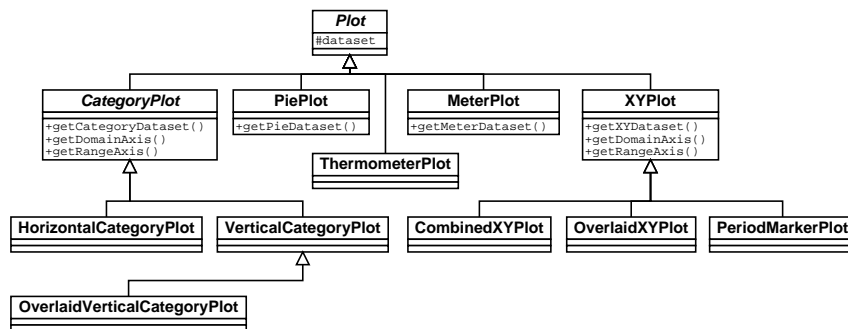 Plot
#dataset
CategoryPlot
+getCategoryDataset()
+getDomainAxis()
+getRangeAxis()
PiePlot
+getPieDataset()
MeterPlot
+getMeterDataset()
XYPlot
+getXYDataset()
+getDomainAxis()
+getRangeAxis()
ThermometerPlot
HorizontalCategoryPlot
VerticalCategoryPlot
CombinedXYPlot
OverlaidXYPlot
PeriodMarkerPlot
OverlaidVerticalCategoryPlot